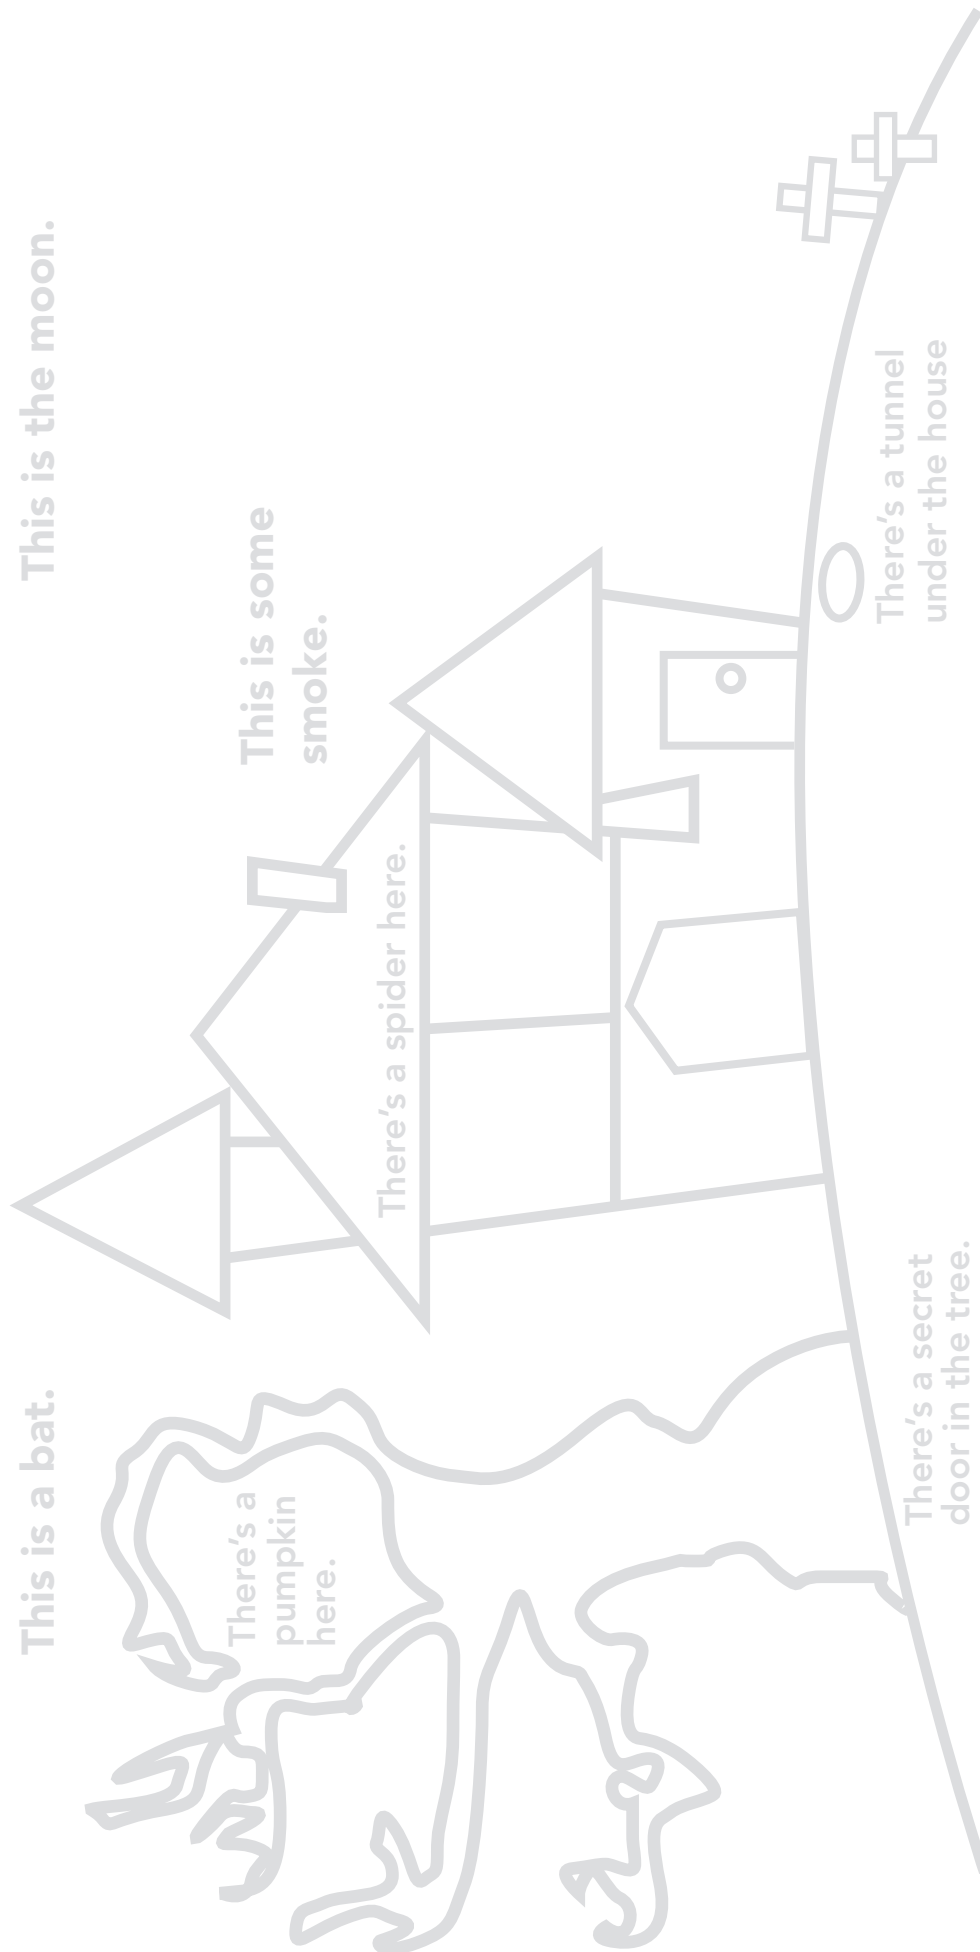 This is a bat.
This is the moon.
This is some
smoke.
There's a
pumpkin
here.
There's a spider here.
There's a secret
door in the tree.
There's a tunnel
under the house